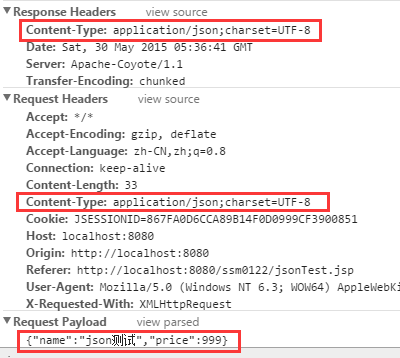 Response Headers view source
Content-Type: application/json;charset=UTF-8
Date: Sat, 30 May 2015 05:36:41 GMT
Server: Apache-Coyote/1.1
Transfer-Encoding: chunked
Request Headers view source
Accept: */*
Accept-Encoding: gzip, deflate
Accept-Language: zh-CN,zh;q=0.8
Connection: keep-alive
Content-Length: 33
Content-Type: application/json;charset=UTF-8
Cookie: JSESSIONID=867FA0D6CCA89B14F0D0999CF3900851
Host: localhost:8080
Origin: http://localhost:8080
Referer: http://localhost:8080/ssm0122/jsonTest.jsp
User-Agent: Mozilla/5.0 (Windows NT 6.3; WOW64) AppleWebKi
X-Requested-With: XMLHttpRequest
Request Payload view parsed
{"name":"json测试","price":999}